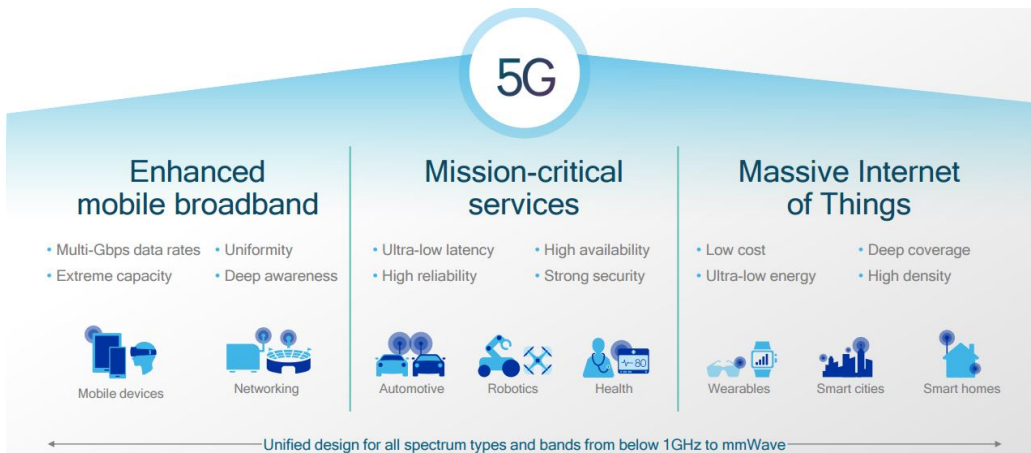 5G
Enhanced
mobile broadband
• Multi-Gbps data rates
• Extreme capacity
• Uniformity
• Deep awareness
Mobile devices
Networking
Mission-critical
services
• Ultra-low latency
• High reliability
• High availability
• Strong security
Automotive
Robotics
80
Health
Massive Internet
of Things
• Low cost
• Ultra-low energy
• Deep coverage
• High density
Wearables
Smart cities
Smart homes
Unified design for all spectrum types and bands from below 1GHz to mmWave